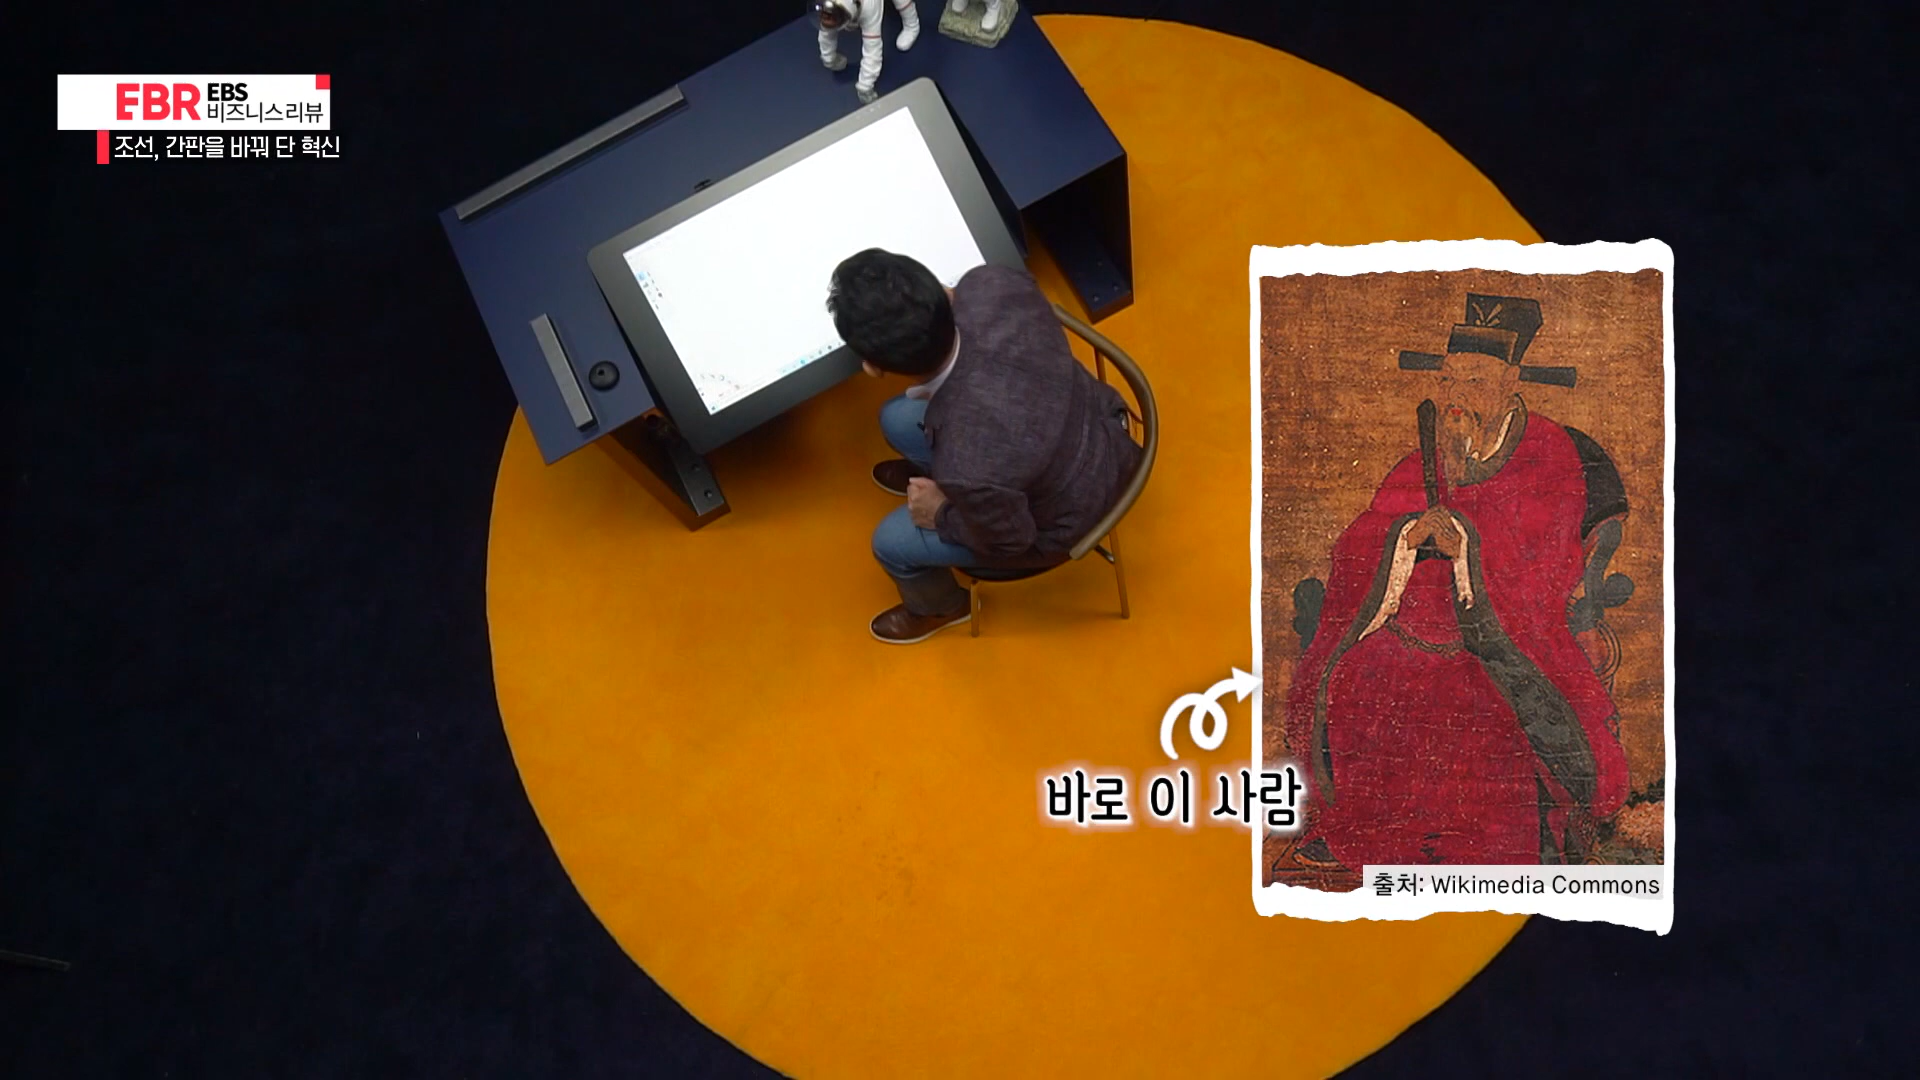 EBR EBS
비즈니스리뷰
조선, 간판을 바꿔 단 혁신
바로 이 사람
출처: Wikimedia Commons